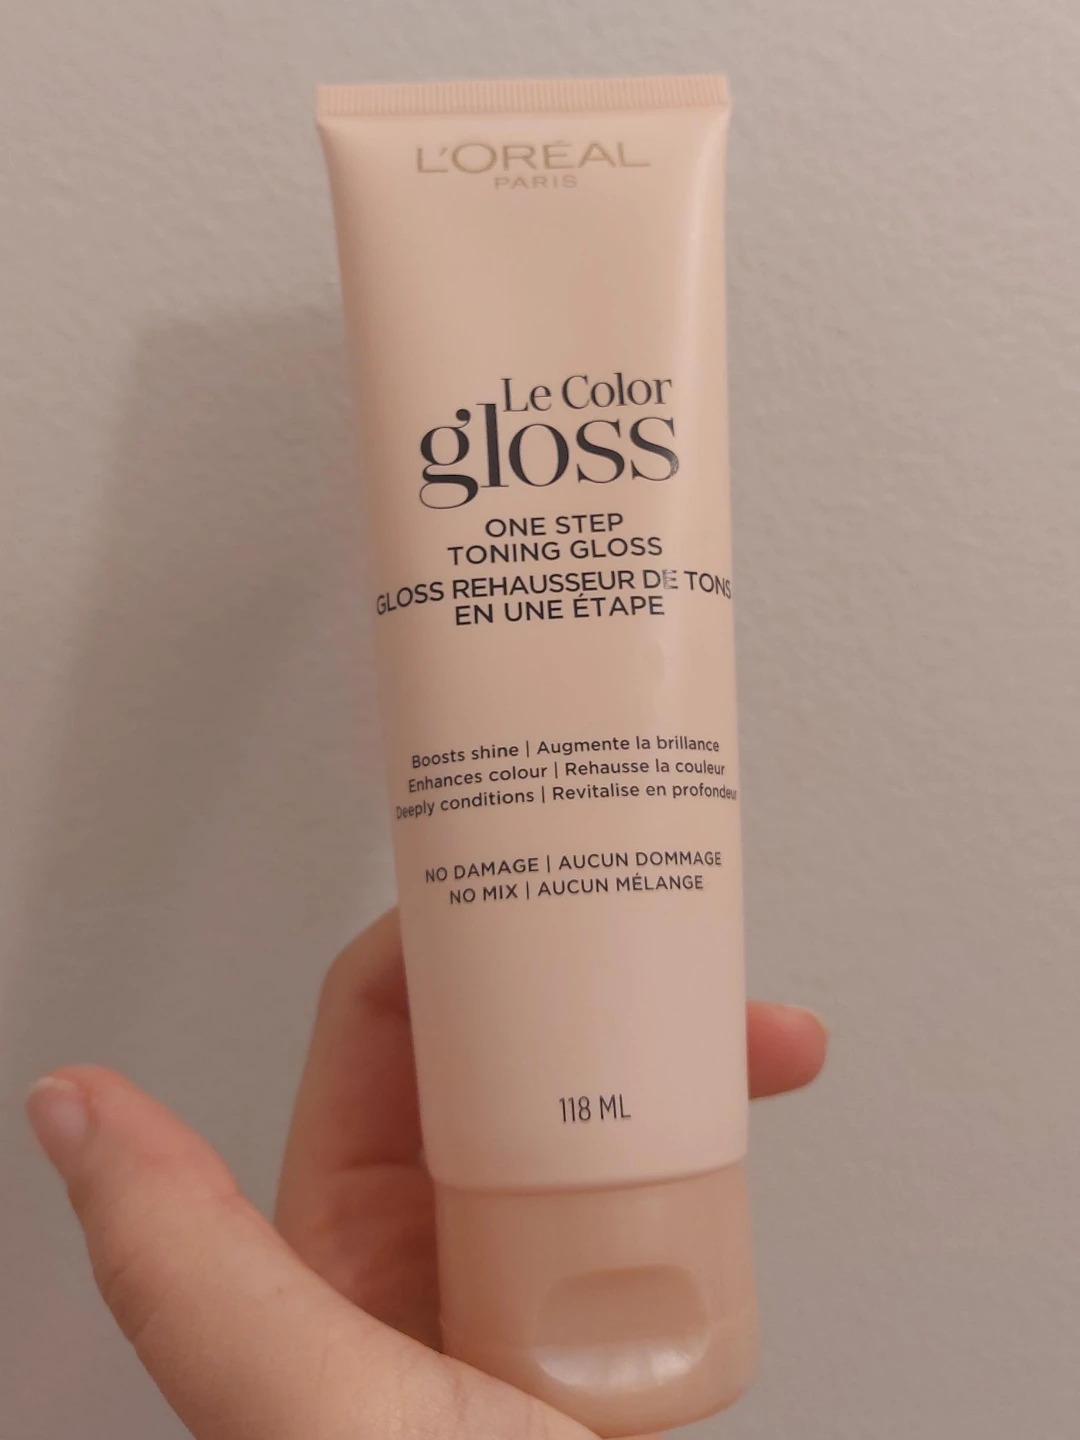 L'ORÉAL
PARIS
Le Color
gloss
ONE STEP
TONING GLOSS
GLOSS REHAUSSEUR DE TONS
EN UNE ÉTAPE
Boosts shine | Augmente la brillance
Enhances colour | Rehausse la couleur
Deeply conditions | Revitalise en profondeur
NO DAMAGE | AUCUN DOMMAGE
NO MIX | AUCUN MÉLANGE
118 ML